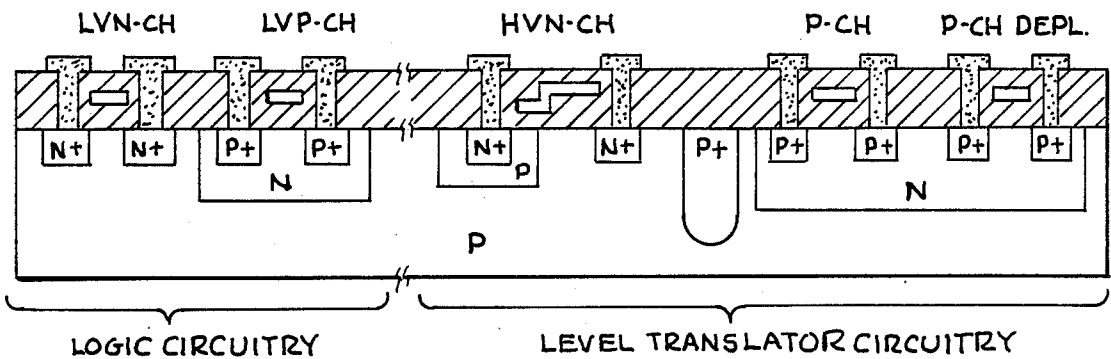 LVN-CH LVP-CH HVN-CH P-CH P-CH DEPL.
N+ N+ P+ P+ N+ N+ P+ P+ P+ P+ P+
N P N
P
LOGIC CIRCUITRY LEVEL TRANSLATOR CIRCUITRY